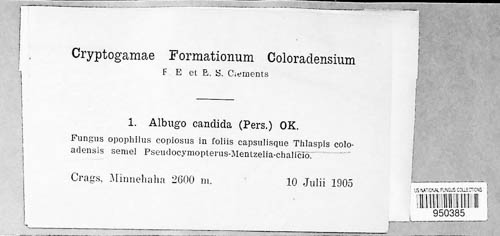 Cryptogamae Formationum Coloradensium
F. E. et E. S. Clements
1. Albugo candida (Pers.) OK.
Fungus opophilus copiosus in foliis capsulisque Thlaspis colo-
adensis semel Pseudocymopterus-Mentzelia-chalicio.
Crags, Minnehaha 2600 m. 10 Julii 1905
US NATIONAL FUNGUS COLLECTIONS
950385